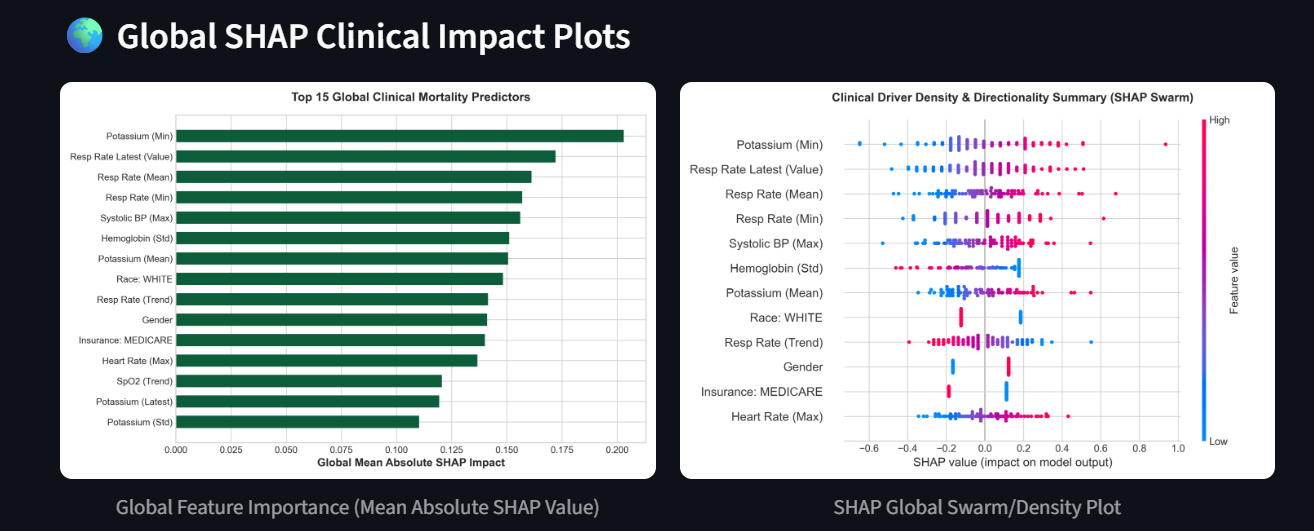 Global SHAP Clinical Impact Plots
Top 15 Global Clinical Mortality Predictors
Potassium (Min)
Resp Rate Latest (Value)
Resp Rate (Mean)
Resp Rate (Min)
Systolic BP (Max)
Hemoglobin (Std)
Potassium (Mean)
Race: WHITE
Resp Rate (Trend)
Gender
Insurance: MEDICARE
Heart Rate (Max)
SpO2 (Trend)
Potassium (Latest)
Potassium (Std)
0.000 0.025 0.050 0.075 0.100 0.125 0.150 0.175 0.200
Global Mean Absolute SHAP Impact
Global Feature Importance (Mean Absolute SHAP Value)
Clinical Driver Density & Directionality Summary (SHAP Swarm)
High
Potassium (Min)
Resp Rate Latest (Value)
Resp Rate (Mean)
Resp Rate (Min)
Systolic BP (Max)
Hemoglobin (Std)
Potassium (Mean)
Race: WHITE
Resp Rate (Trend)
Gender
Insurance: MEDICARE
Heart Rate (Max)
Feature value
Low
−0.6 −0.4 −0.2 0.0 0.2 0.4 0.6 0.8 1.0
SHAP value (impact on model output)
SHAP Global Swarm/Density Plot